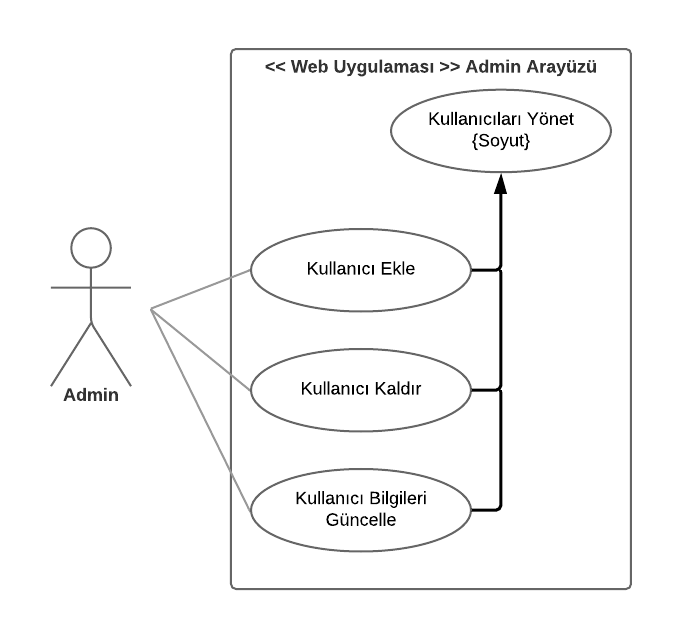 << Web Uygulaması >> Admin Arayüzü
Kullanıcıları Yönet
{Soyut}
Kullanıcı Ekle
Kullanıcı Kaldır
Admin
Kullanıcı Bilgileri
Güncelle